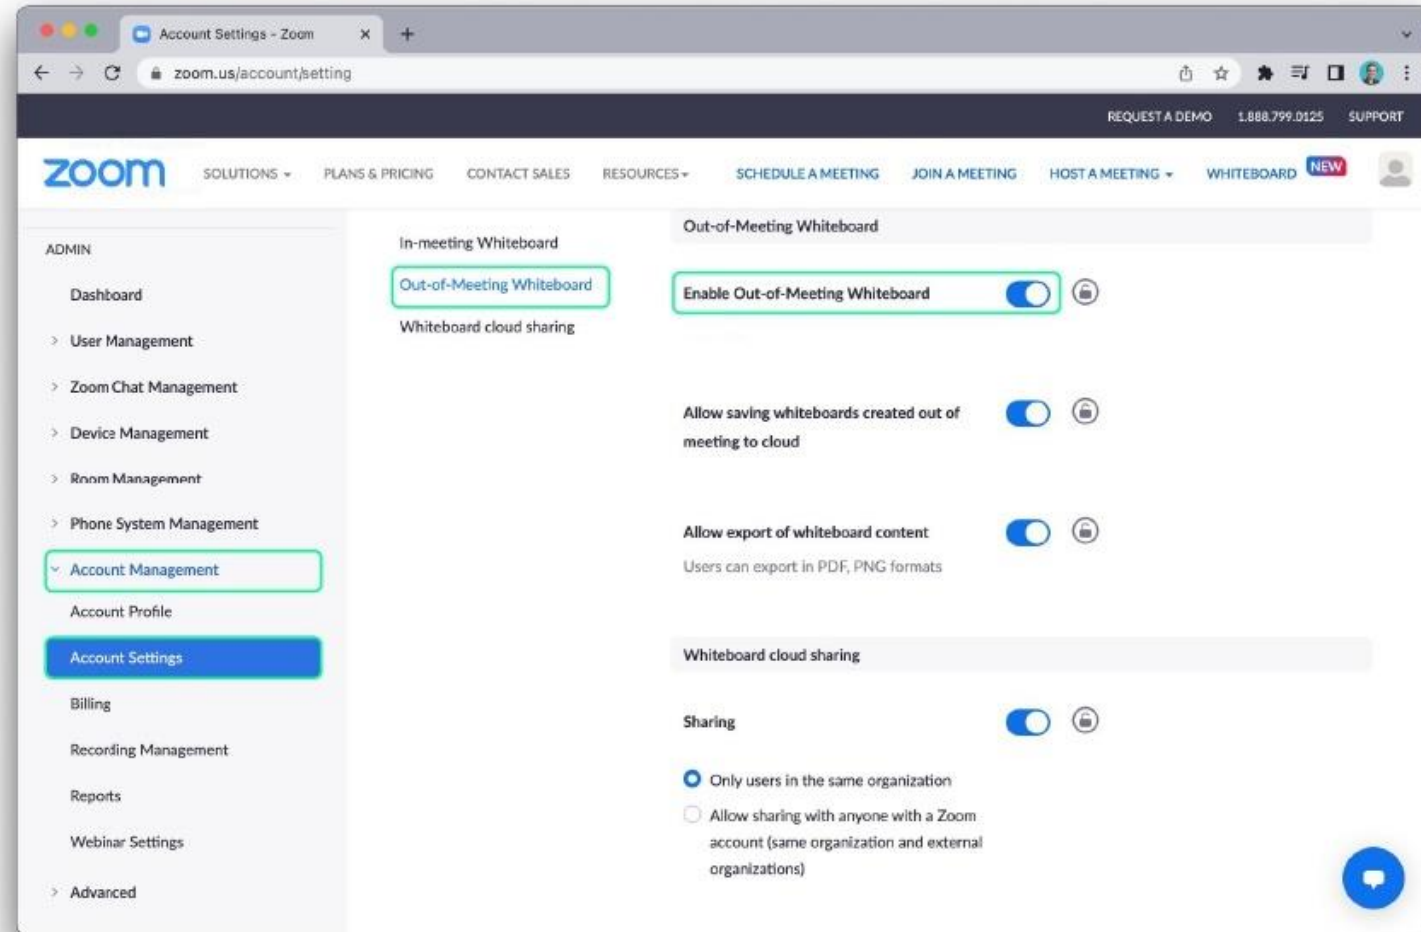 Account Settings - Zoom
zoom.us/account/setting
REQUEST A DEMO 1.888.799.0125 SUPPORT
zoom SOLUTIONS PLANS & PRICING CONTACT SALES RESOURCES SCHEDULE A MEETING JOIN A MEETING HOST A MEETING WHITEBOARD NEW
ADMIN
Dashboard
User Management
Zoom Chat Management
Device Management
Room Management
Phone System Management
Account Management
Account Profile
Account Settings
Billing
Recording Management
Reports
Webinar Settings
Advanced
In-meeting Whiteboard
Out-of-Meeting Whiteboard
Whiteboard cloud sharing
Out-of-Meeting Whiteboard
Enable Out-of-Meeting Whiteboard
Allow saving whiteboards created out of
meeting to cloud
Allow export of whiteboard content
Users can export in PDF, PNG formats
Whiteboard cloud sharing
Sharing
Only users in the same organization
Allow sharing with anyone with a Zoom
account (same organization and external
organizations)